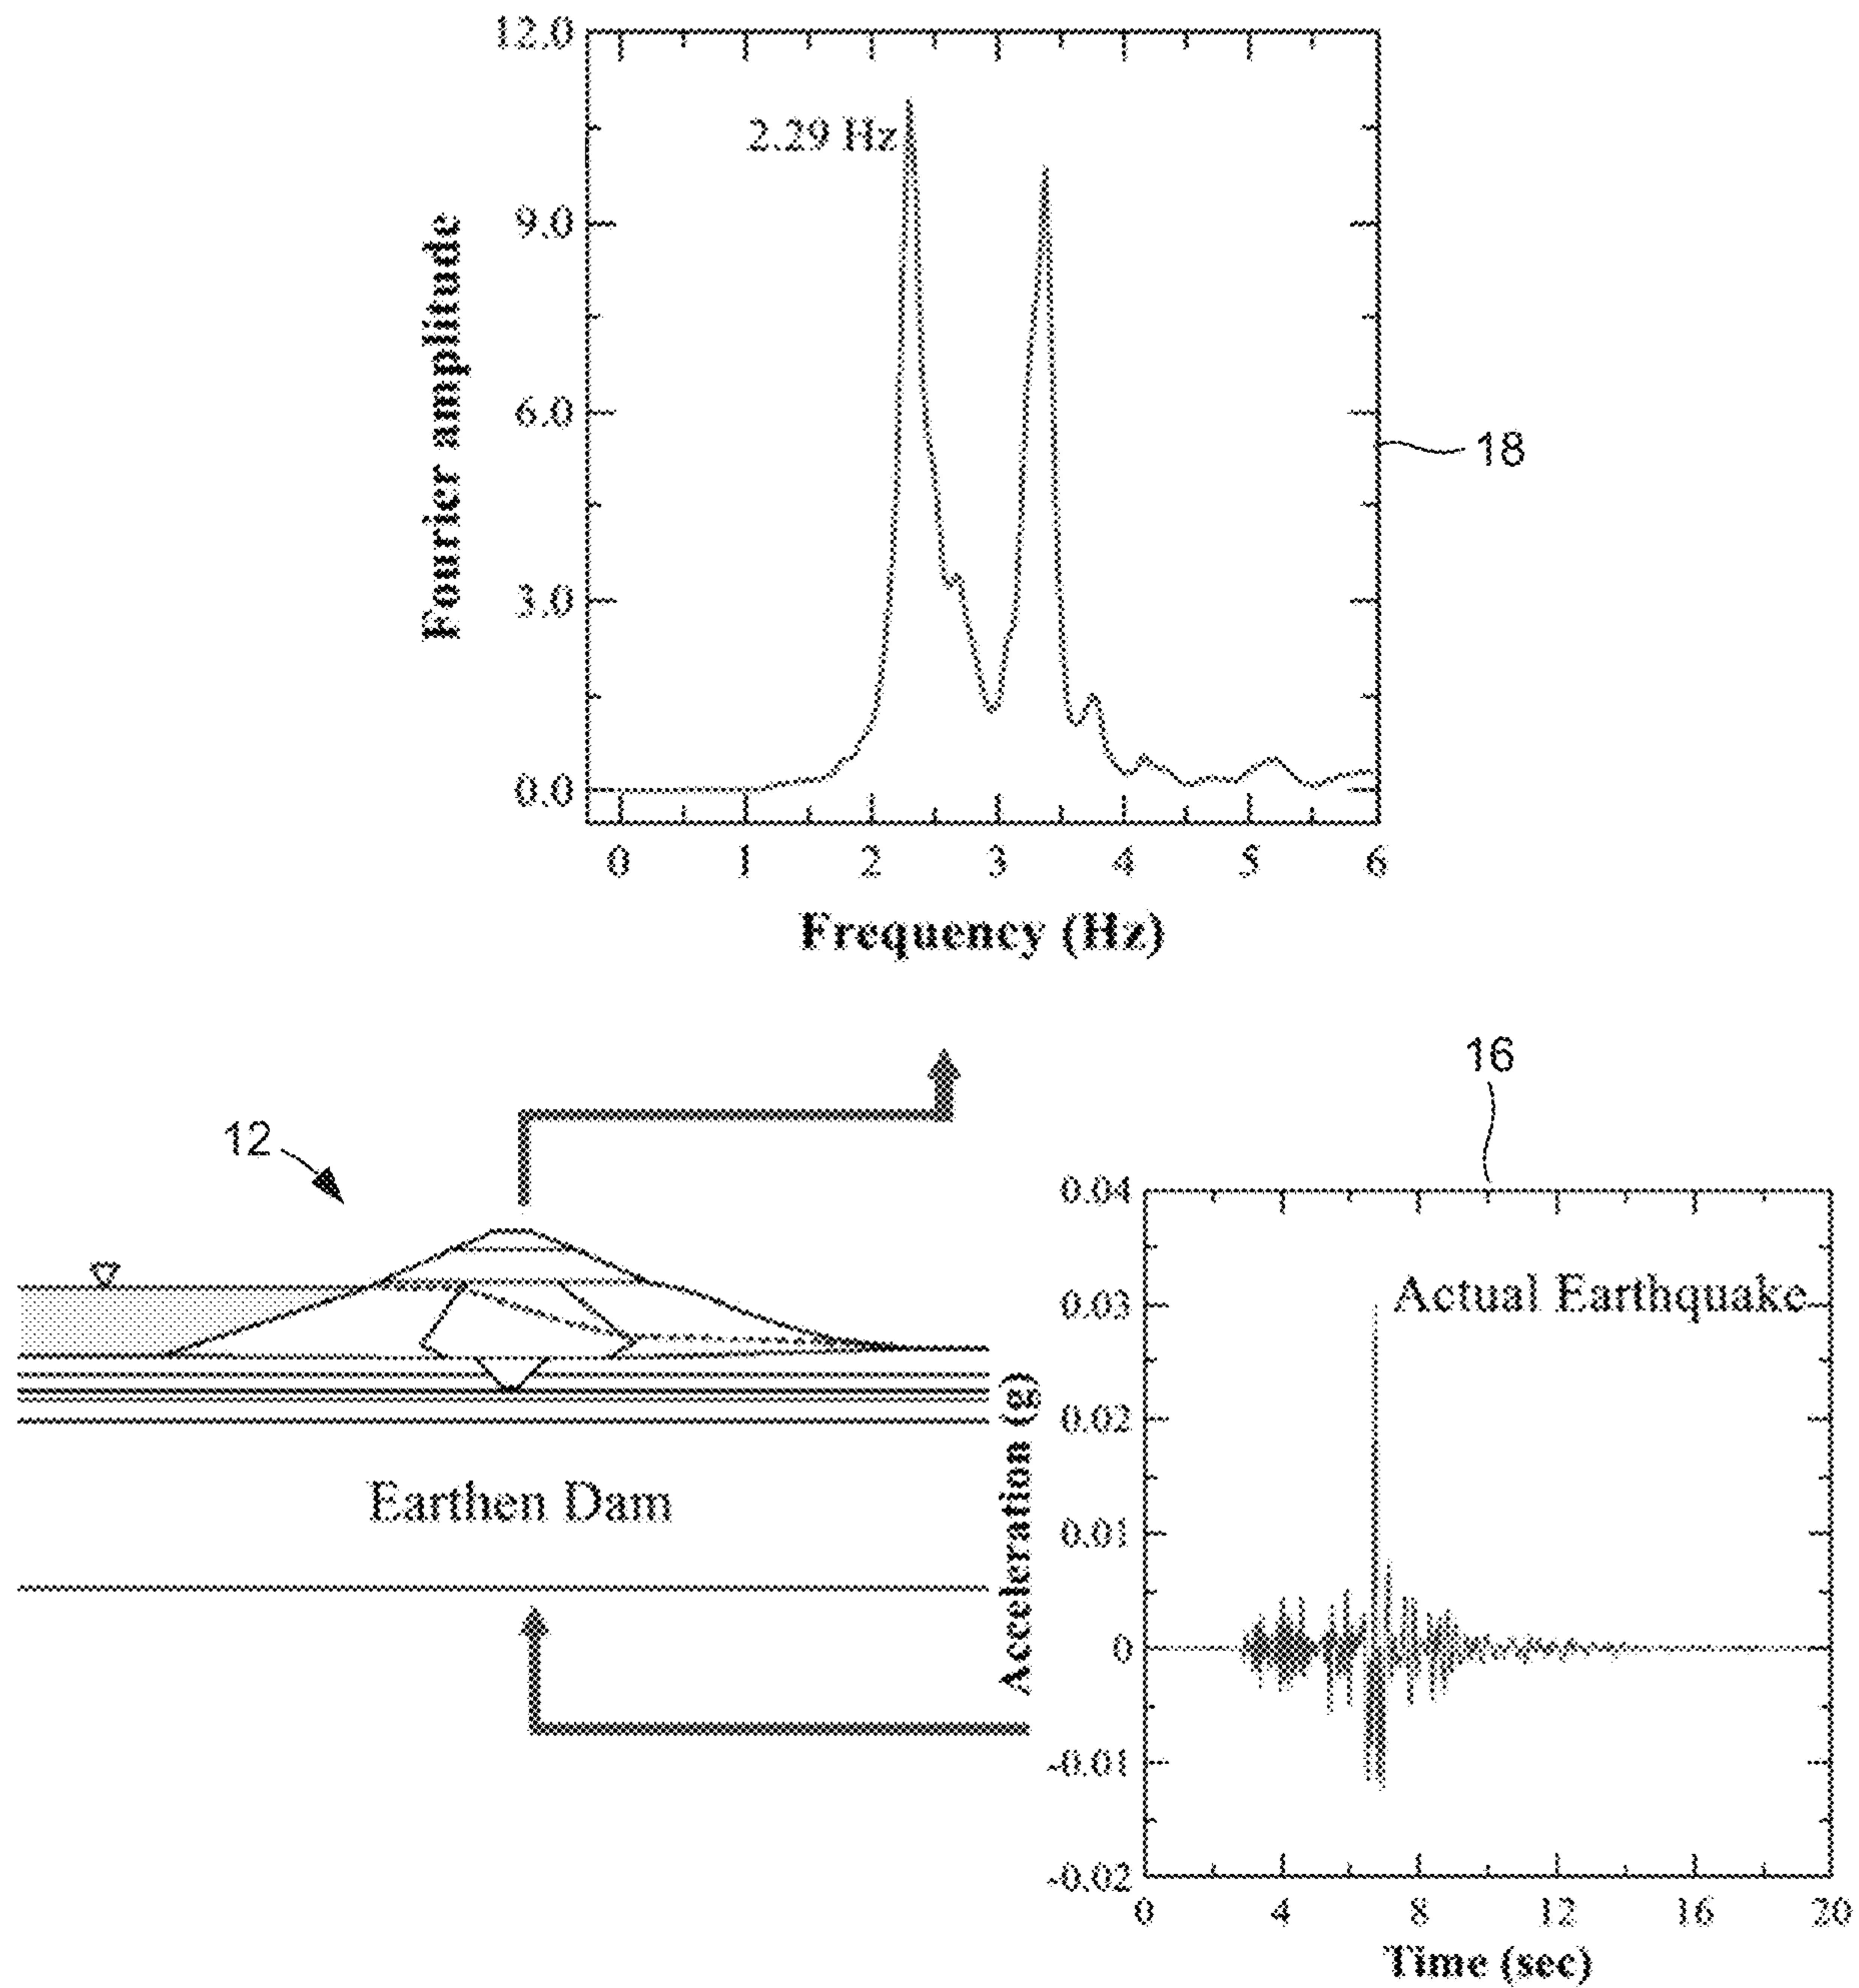 12.0
2.29 Hz
9.0
Fourier amplitude
6.0
18
3.0
0.0
0 1 2 3 4 5 6
Frequency (Hz)
16
12
0.04
Actual Earthquake
0.03
0.02
Acceleration (g)
Earthen Dam
0.01
0
-0.01
-0.02
0 4 8 12 16 20
Time (sec)